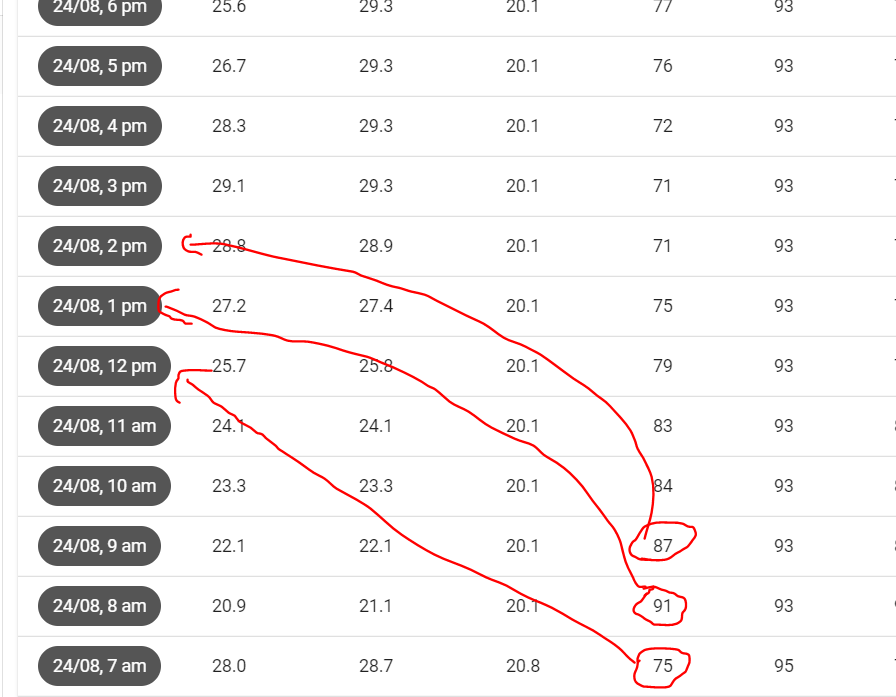 24/08, 6 pm 25.6 29.3 20.1 77 93
24/08, 5 pm 26.7 29.3 20.1 76 93
24/08, 4 pm 28.3 29.3 20.1 72 93
24/08, 3 pm 29.1 29.3 20.1 71 93
24/08, 2 pm 28.8 28.9 20.1 71 93
24/08, 1 pm 27.2 27.4 20.1 75 93
24/08, 12 pm 25.7 25.8 20.1 79 93
24/08, 11 am 24.1 24.1 20.1 83 93
24/08, 10 am 23.3 23.3 20.1 84 93
24/08, 9 am 22.1 22.1 20.1 87 93
24/08, 8 am 20.9 21.1 20.1 91 93
24/08, 7 am 28.0 28.7 20.8 75 95